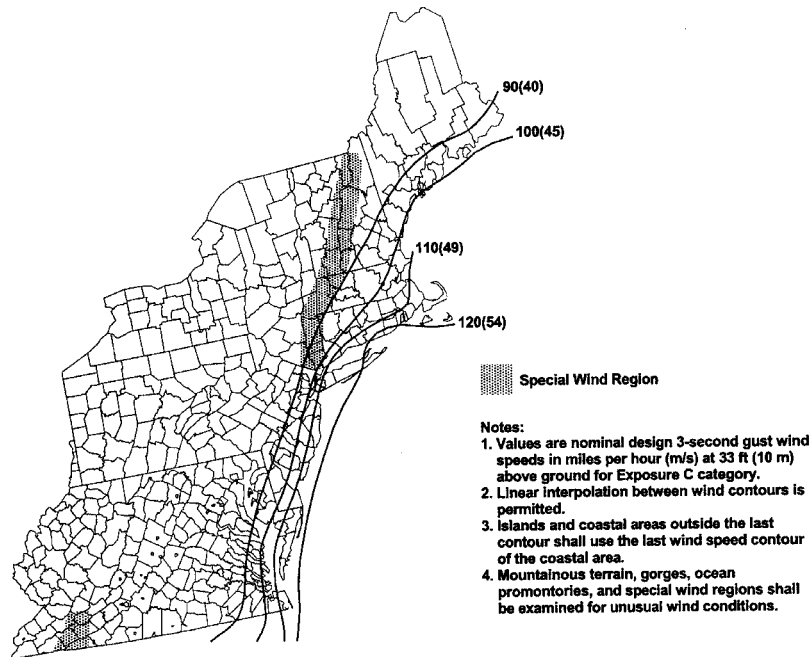 90(40)
100(45)
110(49)
120(54)
Special Wind Region
Notes:
1. Values are nominal design 3-second gust wind
speeds in miles per hour (m/s) at 33 ft (10 m)
above ground for Exposure C category.
2. Linear interpolation between wind contours is
permitted.
3. Islands and coastal areas outside the last
contour shall use the last wind speed contour
of the coastal area.
4. Mountainous terrain, gorges, ocean
promontories, and special wind regions shall
be examined for unusual wind conditions.